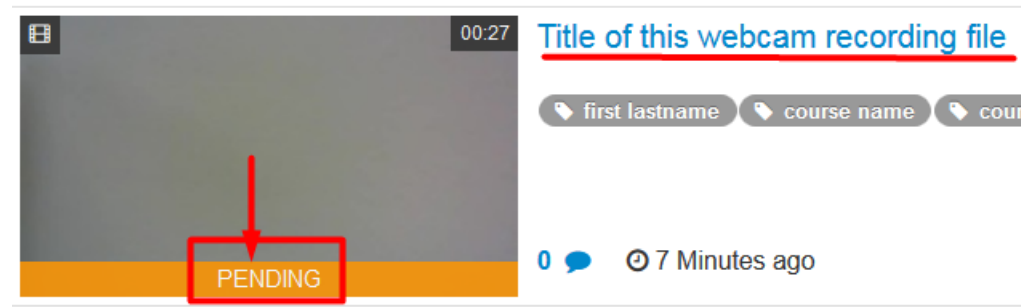 00:27
Title of this webcam recording file
first lastname course name
PENDING
0 7 Minutes ago